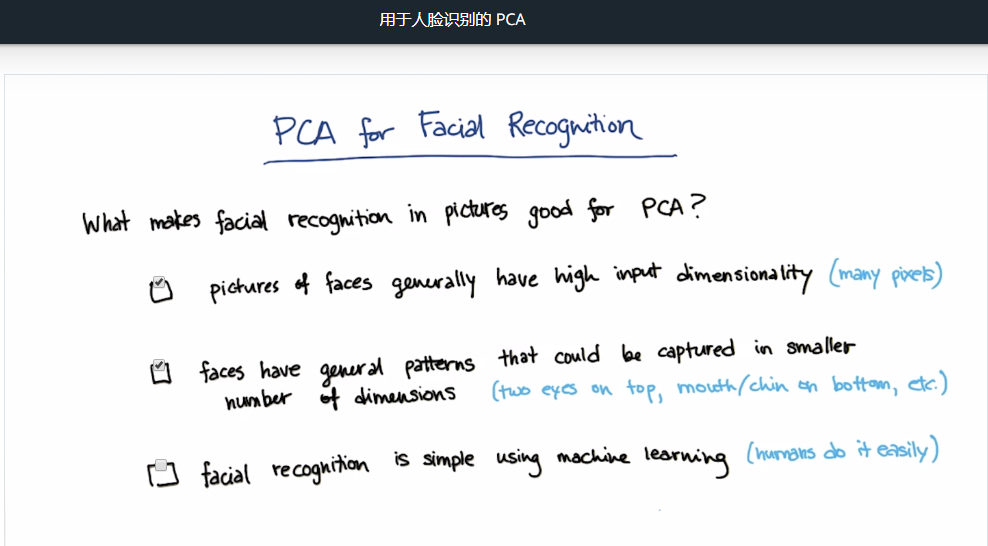 用于人脸识别的 PCA
PCA for Facial Recognition
What makes facial recognition in pictures good for PCA?
pictures of faces generally have high input dimensionality (many pixels)
faces have general patterns that could be captured in smaller
number of dimensions (two eyes on top, mouth/chin on bottom, etc.)
facial recognition is simple using machine learning (humans do it easily)